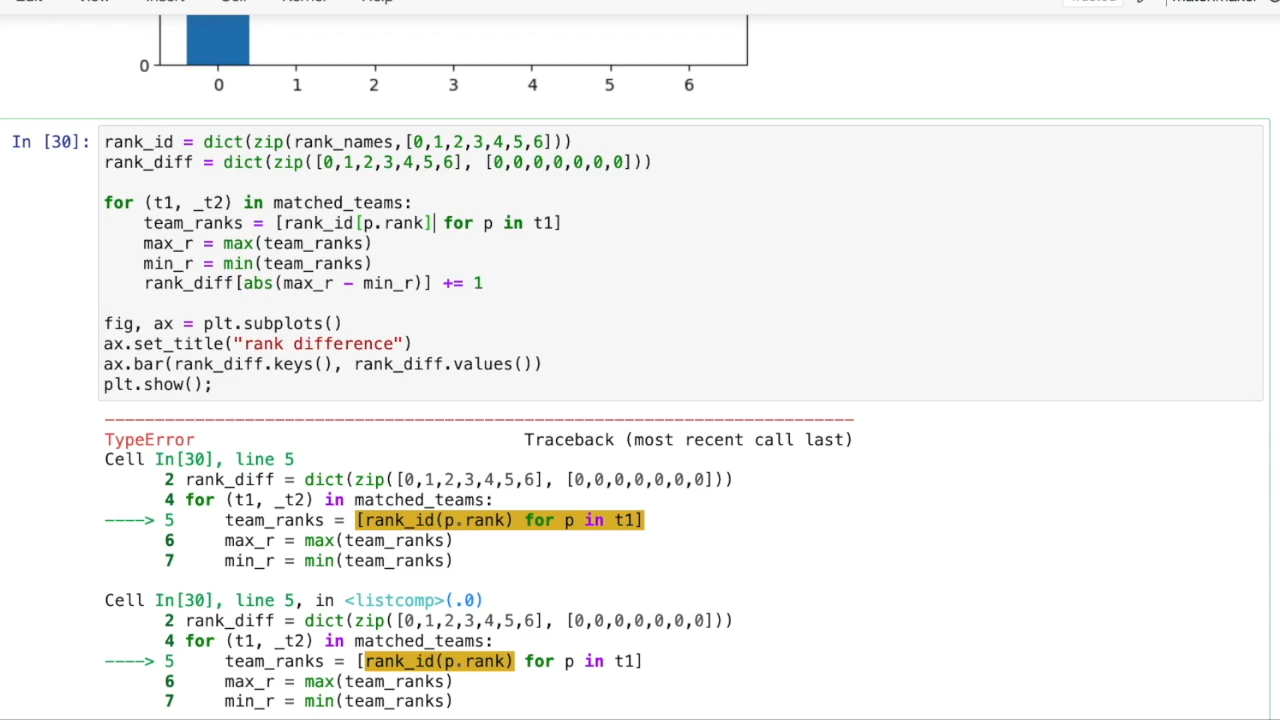 0
0 1 2 3 4 5 6
In [30]: rank_id = dict(zip(rank_names,[0,1,2,3,4,5,6]))
rank_diff = dict(zip([0,1,2,3,4,5,6], [0,0,0,0,0,0,0]))
for (t1, _t2) in matched_teams:
team_ranks = [rank_id[p.rank] for p in t1]
max_r = max(team_ranks)
min_r = min(team_ranks)
rank_diff[abs(max_r - min_r)] += 1
fig, ax = plt.subplots()
ax.set_title("rank difference")
ax.bar(rank_diff.keys(), rank_diff.values())
plt.show();
---------------------------------------------------------------------------
TypeError Traceback (most recent call last)
Cell In[30], line 5
2 rank_diff = dict(zip([0,1,2,3,4,5,6], [0,0,0,0,0,0,0]))
4 for (t1, _t2) in matched_teams:
----> 5 team_ranks = [rank_id(p.rank) for p in t1]
6 max_r = max(team_ranks)
7 min_r = min(team_ranks)
Cell In[30], line 5, in <listcomp>(.0)
2 rank_diff = dict(zip([0,1,2,3,4,5,6], [0,0,0,0,0,0,0]))
4 for (t1, _t2) in matched_teams:
----> 5 team_ranks = [rank_id(p.rank) for p in t1]
6 max_r = max(team_ranks)
7 min_r = min(team_ranks)